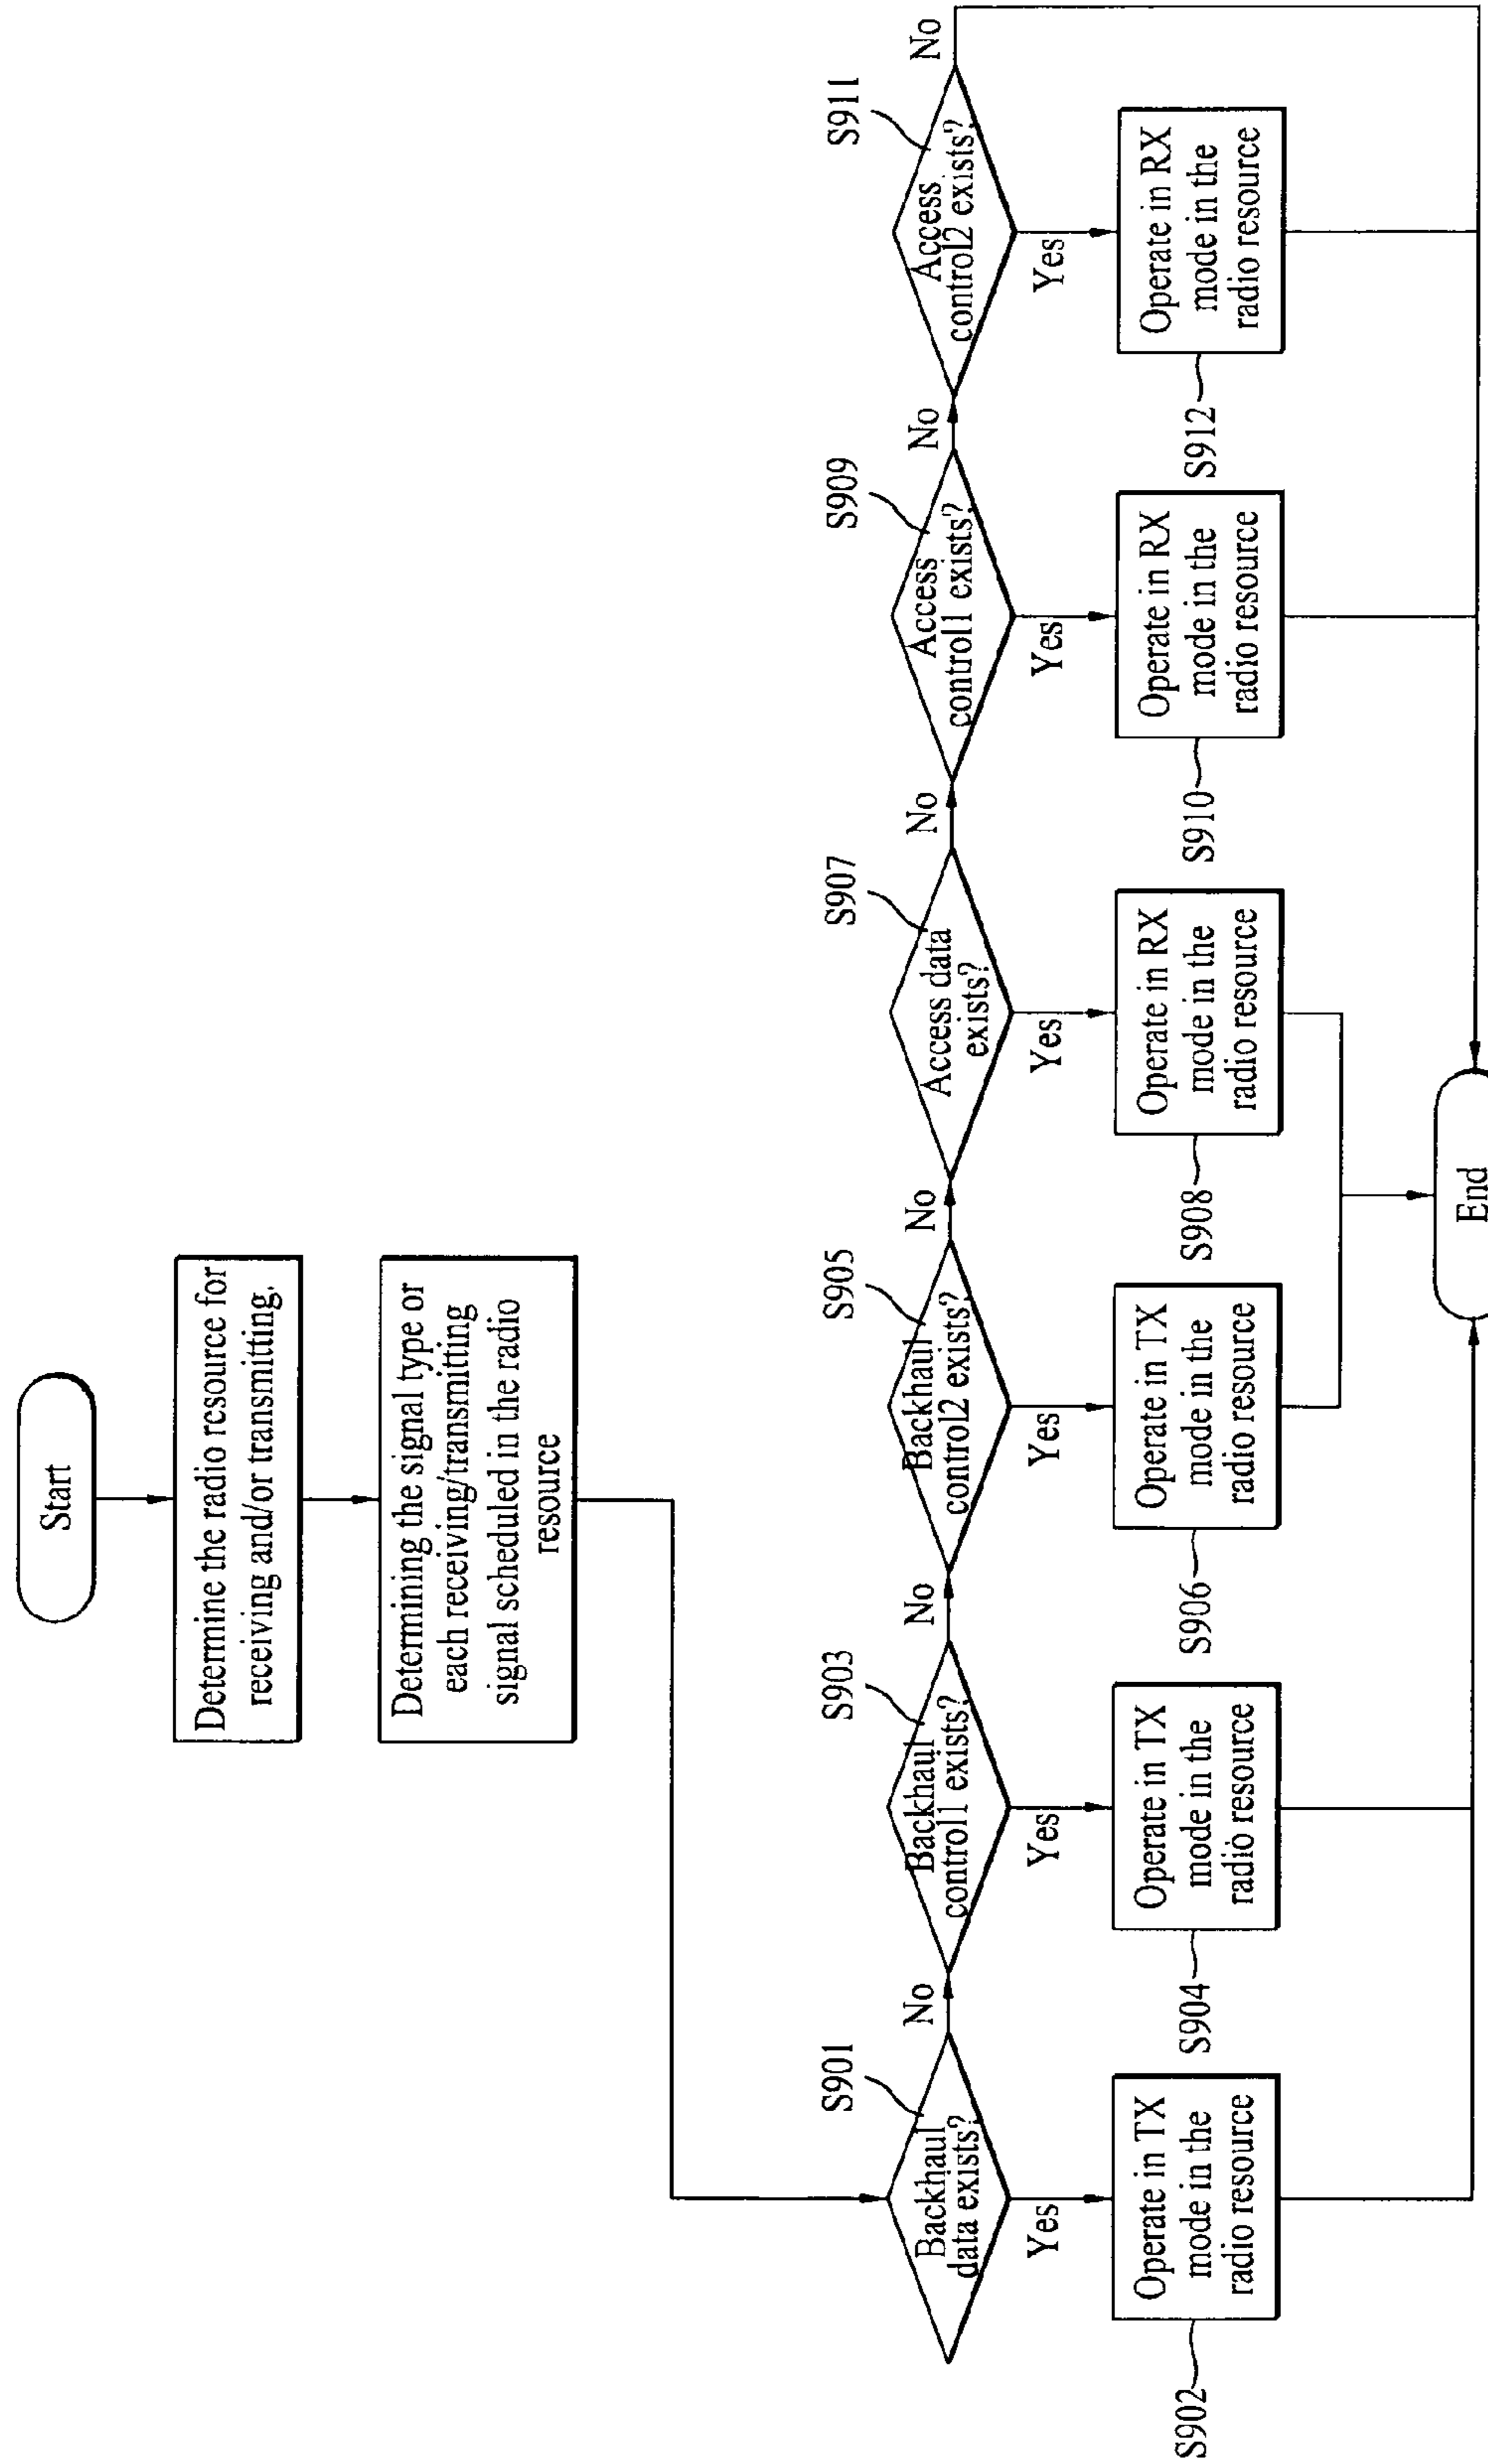 Start
Determine the radio resource for
receiving and/or transmitting.
Determining the signal type or
each receiving/transmitting
signal scheduled in the radio
resource
S901
Backhaul
data exists?
No
Yes
S902
Operate in TX
mode in the
radio resource
S903
Backhaul
control1 exists?
No
Yes
S904
Operate in TX
mode in the
radio resource
S905
Backhaul
control2 exists?
No
Yes
S906
Operate in TX
mode in the
radio resource
S907
Access data
exists?
No
Yes
S908
Operate in RX
mode in the
radio resource
S909
Access
control1 exists?
No
Yes
S910
Operate in RX
mode in the
radio resource
S911
Access
control2 exists?
No
Yes
S912
Operate in RX
mode in the
radio resource
End